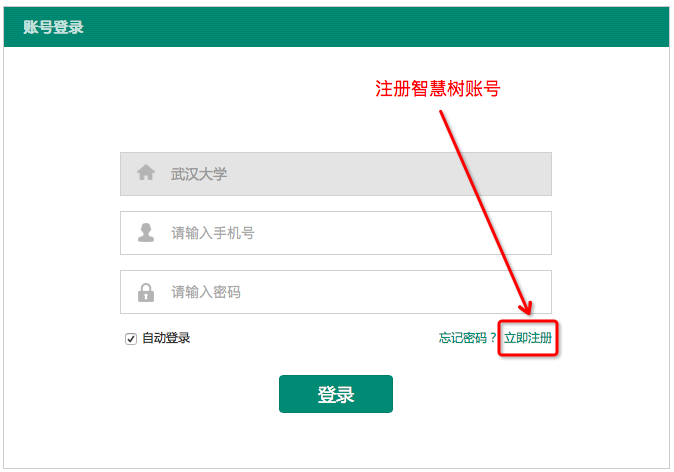 账号登录
注册智慧树账号
武汉大学
请输入手机号
请输入密码
自动登录 忘记密码？ 立即注册
登录